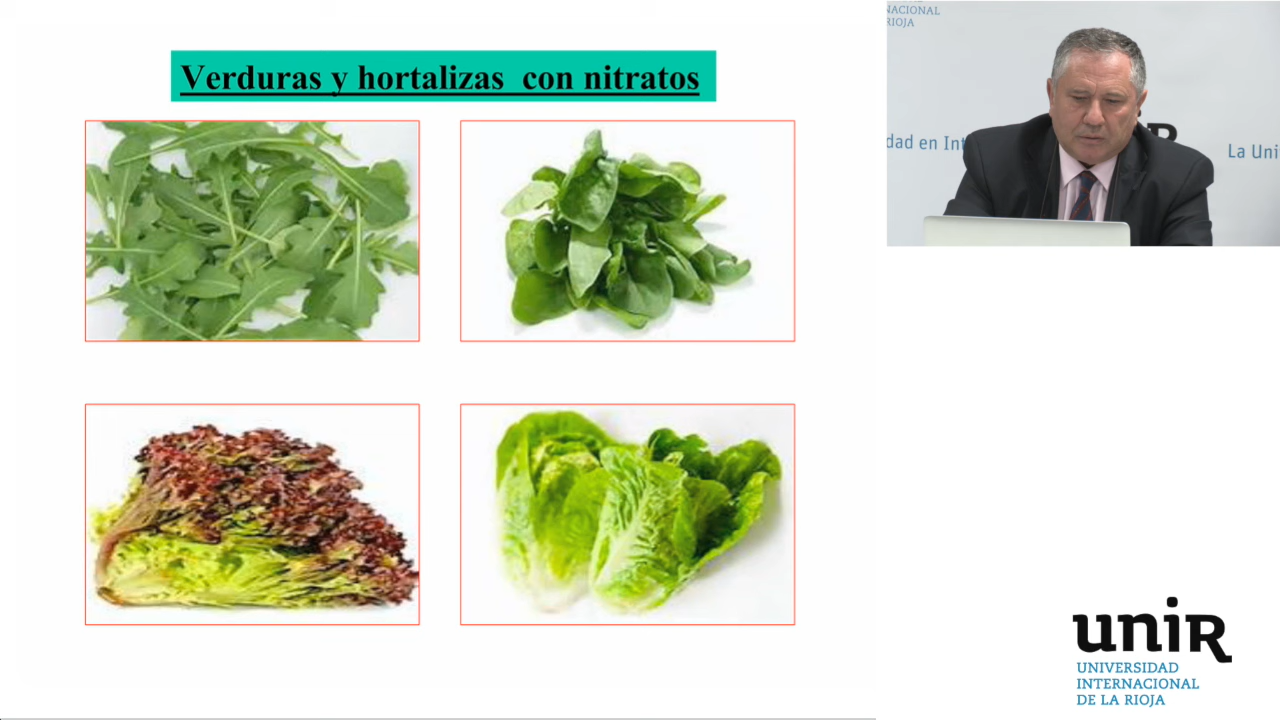 Verduras y hortalizas con nitratos
NACIONAL
RIOJA
dad en Int
R
La Uni
uniR
UNIVERSIDAD
INTERNACIONAL
DE LA RIOJA